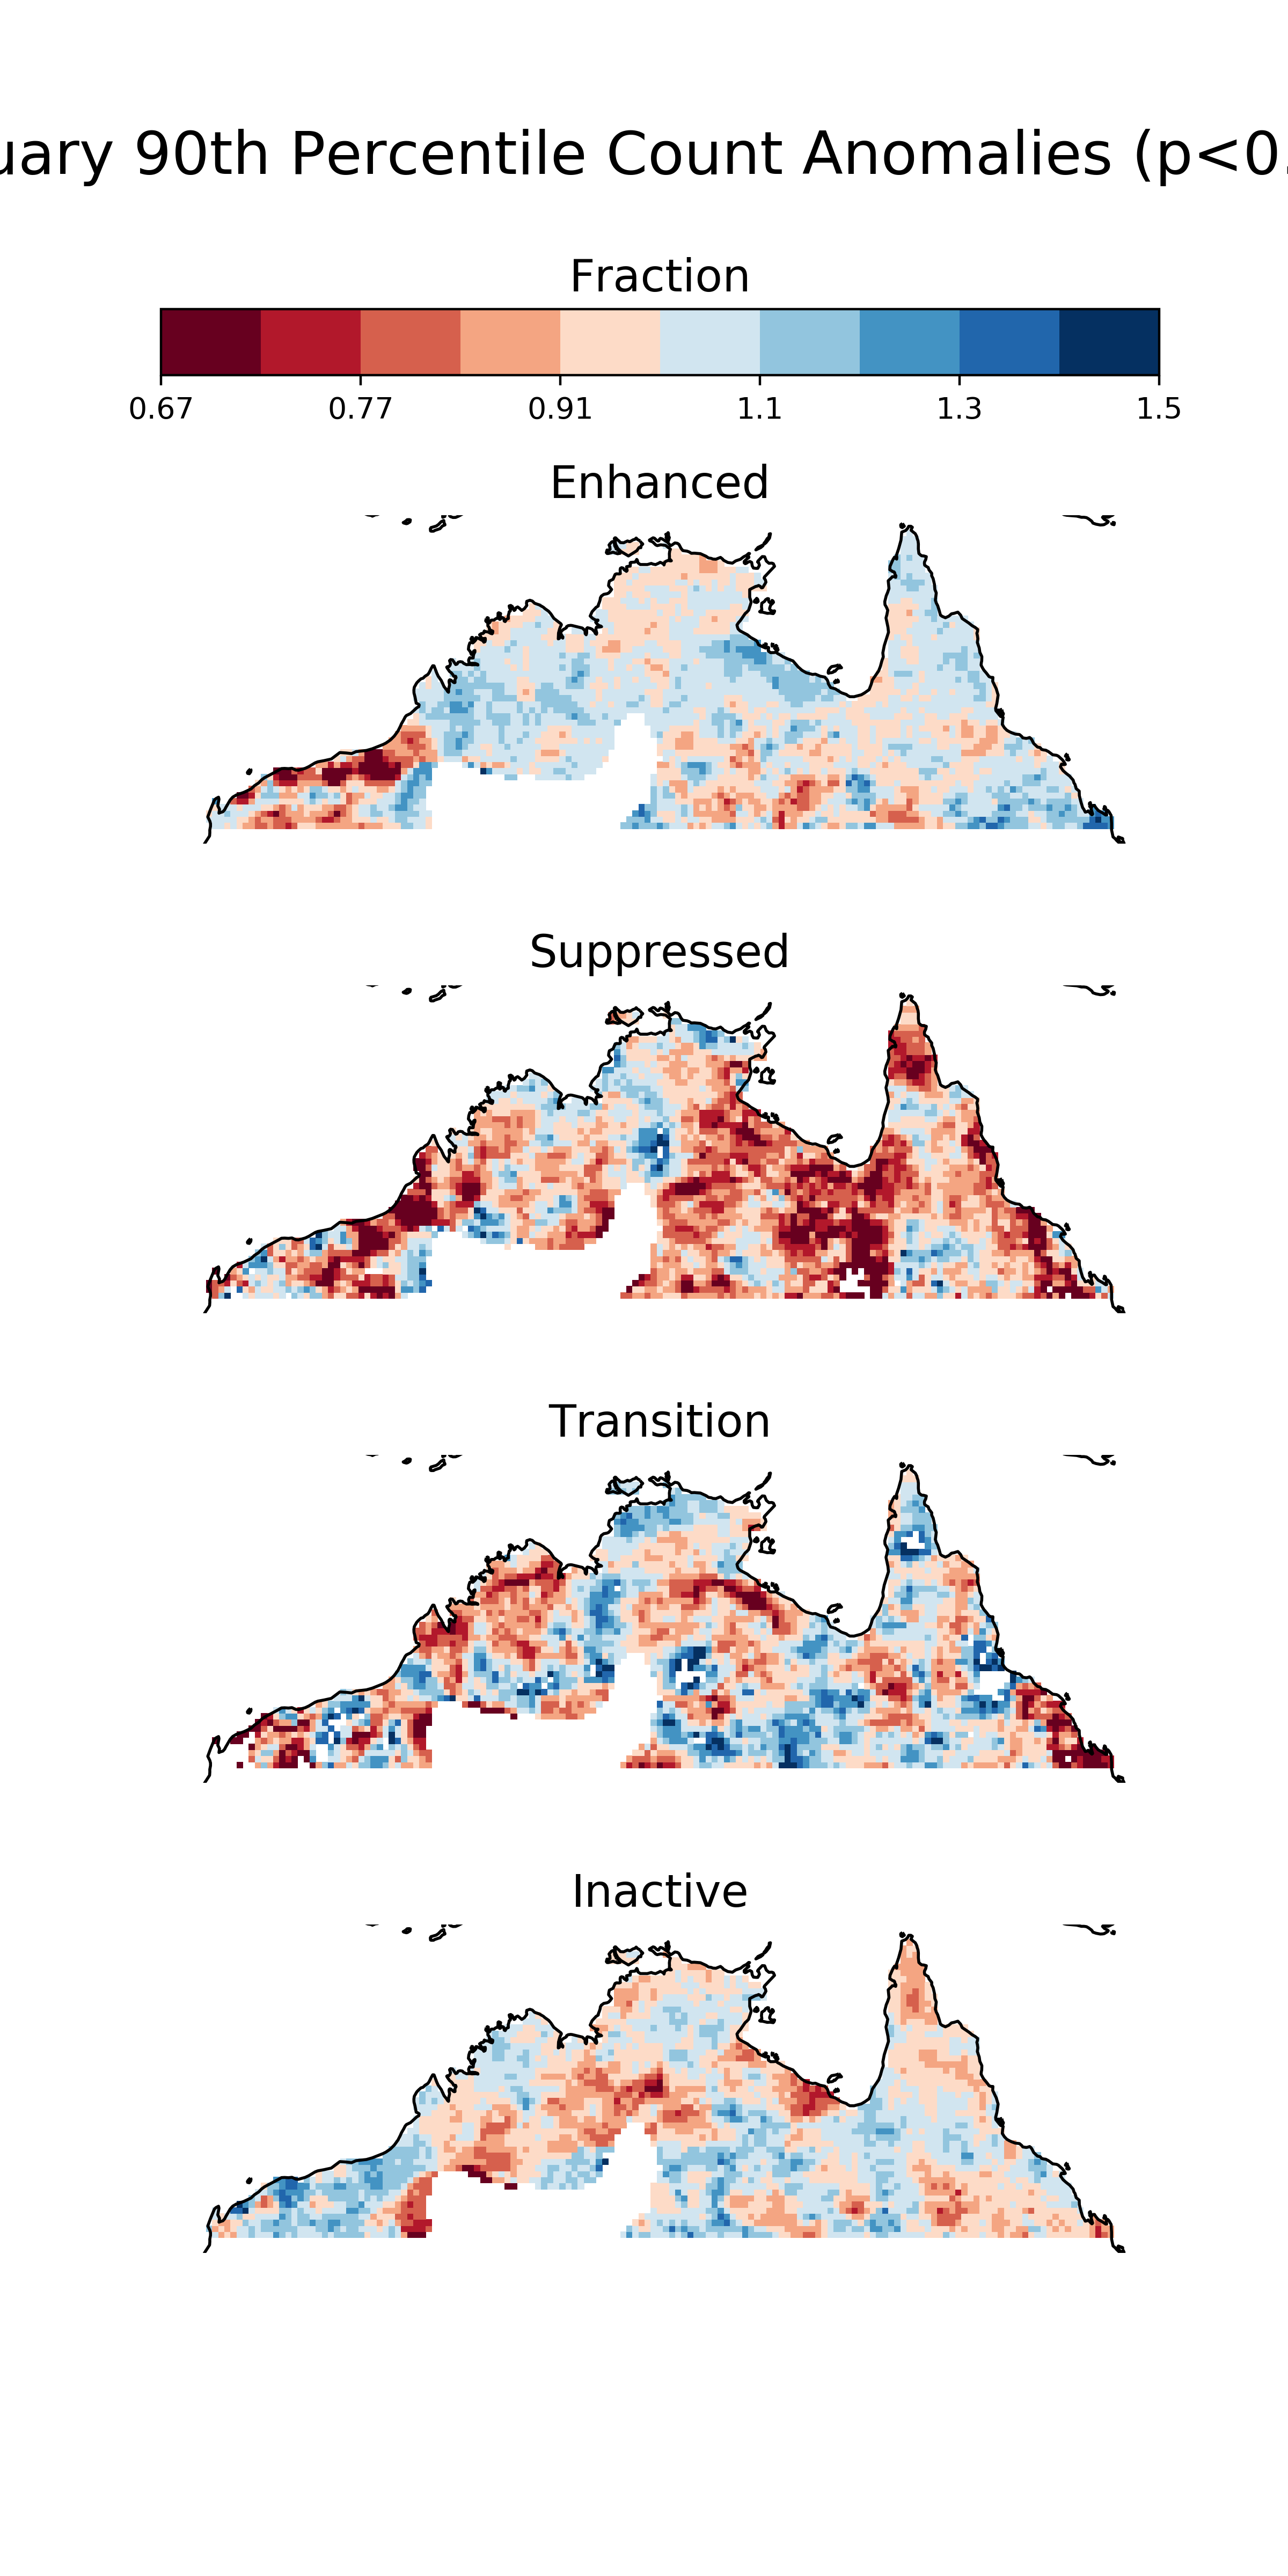 uary 90th Percentile Count Anomalies (p<0.
Fraction
0.67 0.77 0.91 1.1 1.3 1.5
Enhanced
Suppressed
Transition
Inactive